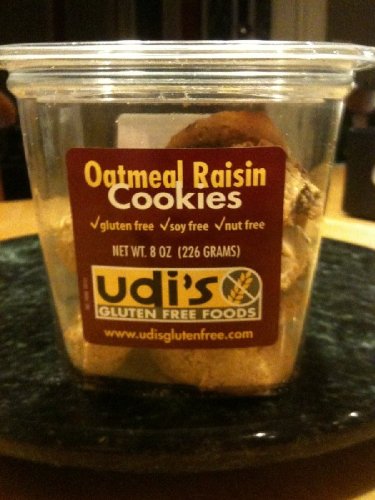 Oatmeal Raisin
Cookies
✓gluten free ✓soy free ✓nut free
NET WT. 8 OZ (226 GRAMS)
udi's
GLUTEN FREE FOODS
www.udisglutenfree.com